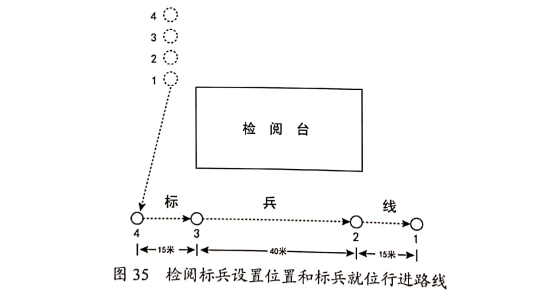 4
3
2
1
检阅台
标 兵 线
4 3 2 1
15米 40米 15米
图 35 检阅标兵设置位置和标兵就位行进路线